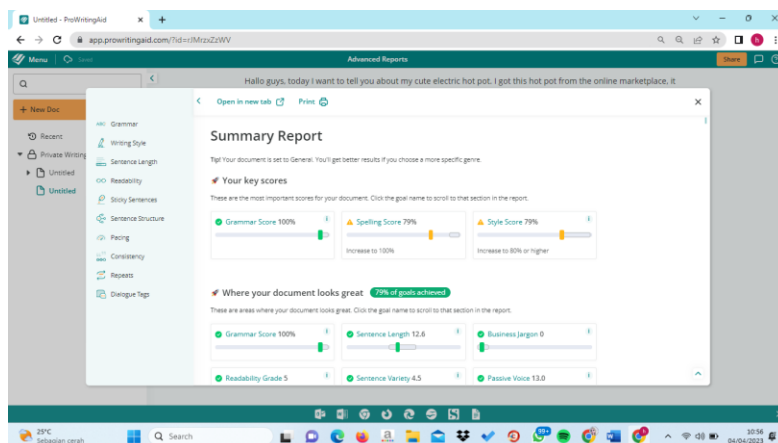 Untitled - ProWritingAid
app.prowritingaid.com/?id=
Menu
Saved
Advanced Reports
Share
Hallo guys, today I want to tell you about my cute electric hot pot. I got this hot pot from the online marketplace, it
+ New Doc
Recent
Private Writing
Untitled
Untitled
ABC Grammar
Writing Style
Sentence Length
Readability
Sticky Sentences
Sentence Structure
Pacing
Consistency
Repeats
Dialogue Tags
Open in new tab Print
Summary Report
Tip! Your document is set to General. You'll get better results if you choose a more specific genre.
Your key scores
These are the most important scores for your document. Click the goal name to scroll to that section in the report.
Grammar Score 100%
Spelling Score 79%
Style Score 79%
Increase to 100%
Increase to 80% or higher
Where your document looks great 79% of goals achieved
These are areas where your document looks great. Click the goal name to scroll to that section in the report.
Grammar Score 100%
Sentence Length 12.6
Business Jargon 0
Readability Grade 5
Sentence Variety 4.5
Passive Voice 13.0
25°C
Sebagian cerah
Search
99+
10:56
04/04/2023